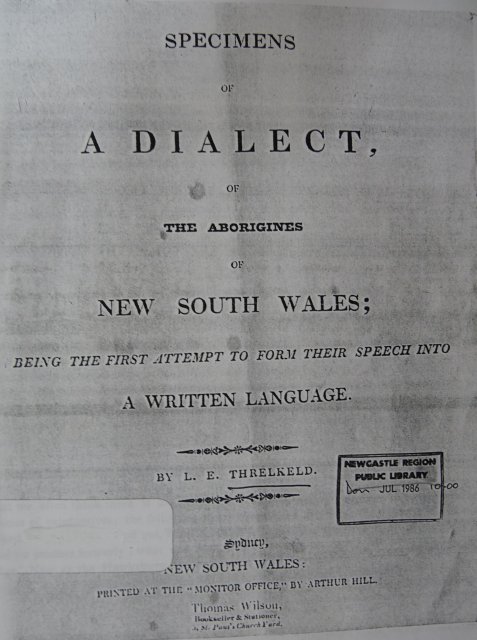 SPECIMENS
OF
A DIALECT,
OF
THE ABORIGINES
OF
NEW SOUTH WALES;
BEING THE FIRST ATTEMPT TO FORM THEIR SPEECH INTO
A WRITTEN LANGUAGE.
BY L. E. THRELKELD.
NEWCASTLE REGION
PUBLIC LIBRARY
JUL 1986 10-00
Sydney,
NEW SOUTH WALES:
PRINTED AT THE "MONITOR OFFICE," BY ARTHUR HILL.
Thomas Wilson,
Bookseller & Stationer,
St. Paul's Church Yard.